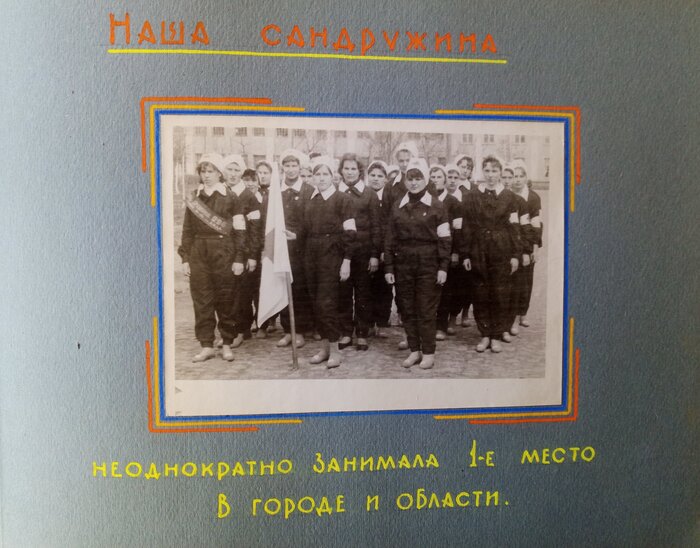 Наша сандружина
неоднократно занимала 1-е место
в городе и области.